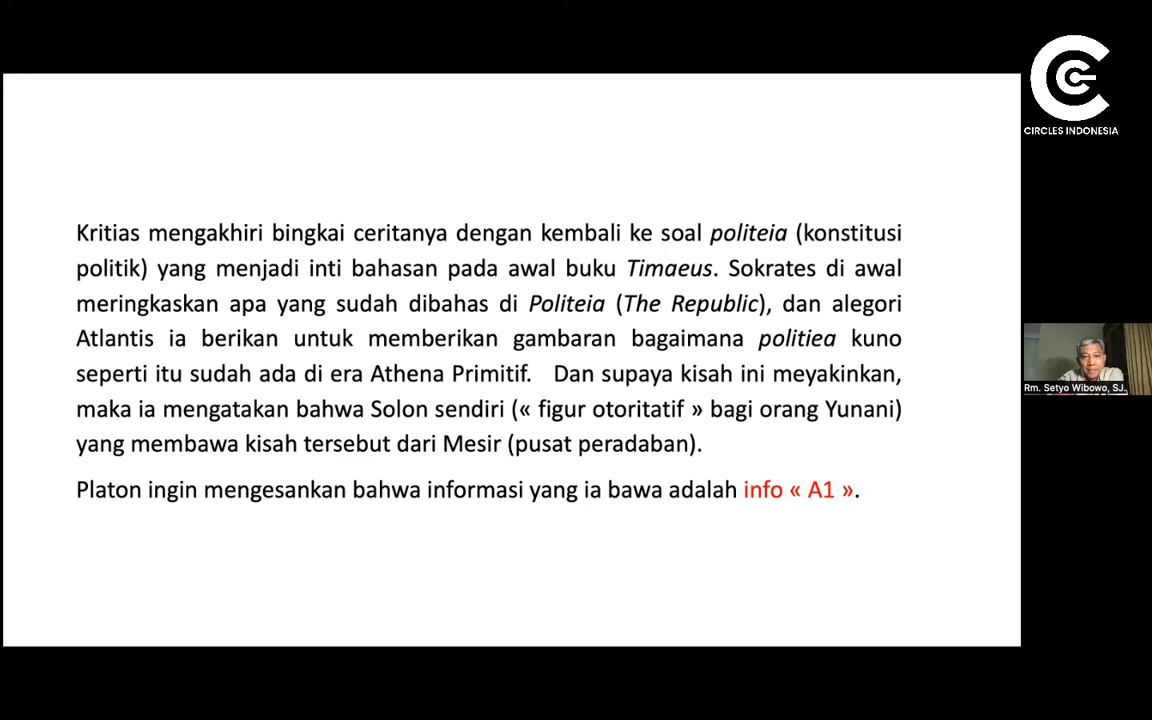 CIRCLES INDONESIA
Kritias mengakhiri bingkai ceritanya dengan kembali ke soal politeia (konstitusi
politik) yang menjadi inti bahasan pada awal buku Timaeus. Sokrates di awal
meringkaskan apa yang sudah dibahas di Politeia (The Republic), dan alegori
Atlantis ia berikan untuk memberikan gambaran bagaimana politiea kuno
seperti itu sudah ada di era Athena Primitif. Dan supaya kisah ini meyakinkan,
maka ia mengatakan bahwa Solon sendiri (« figur otoritatif » bagi orang Yunani)
yang membawa kisah tersebut dari Mesir (pusat peradaban).
Platon ingin mengesankan bahwa informasi yang ia bawa adalah info « A1 ».
Rm. Setyo Wibowo, SJ.